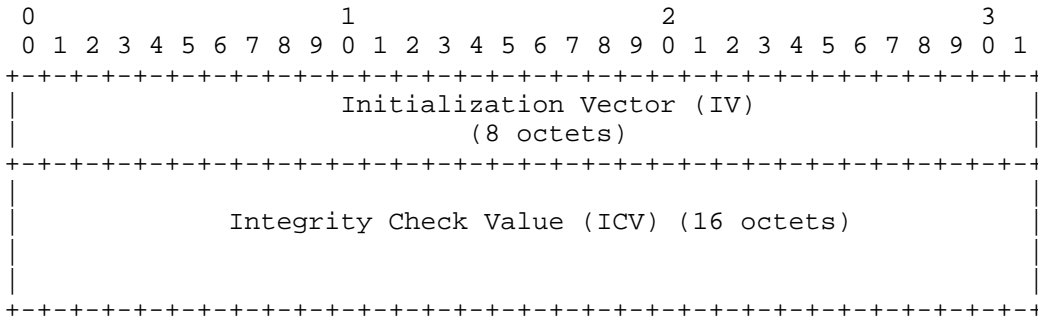 0                   1                   2                   3
 0 1 2 3 4 5 6 7 8 9 0 1 2 3 4 5 6 7 8 9 0 1 2 3 4 5 6 7 8 9 0 1
+-+-+-+-+-+-+-+-+-+-+-+-+-+-+-+-+-+-+-+-+-+-+-+-+-+-+-+-+-+-+-+-+
|                    Initialization Vector (IV)                 |
|                            (8 octets)                         |
+-+-+-+-+-+-+-+-+-+-+-+-+-+-+-+-+-+-+-+-+-+-+-+-+-+-+-+-+-+-+-+-+
|                                                               |
|             Integrity Check Value (ICV) (16 octets)           |
|                                                               |
|                                                               |
+-+-+-+-+-+-+-+-+-+-+-+-+-+-+-+-+-+-+-+-+-+-+-+-+-+-+-+-+-+-+-+-+